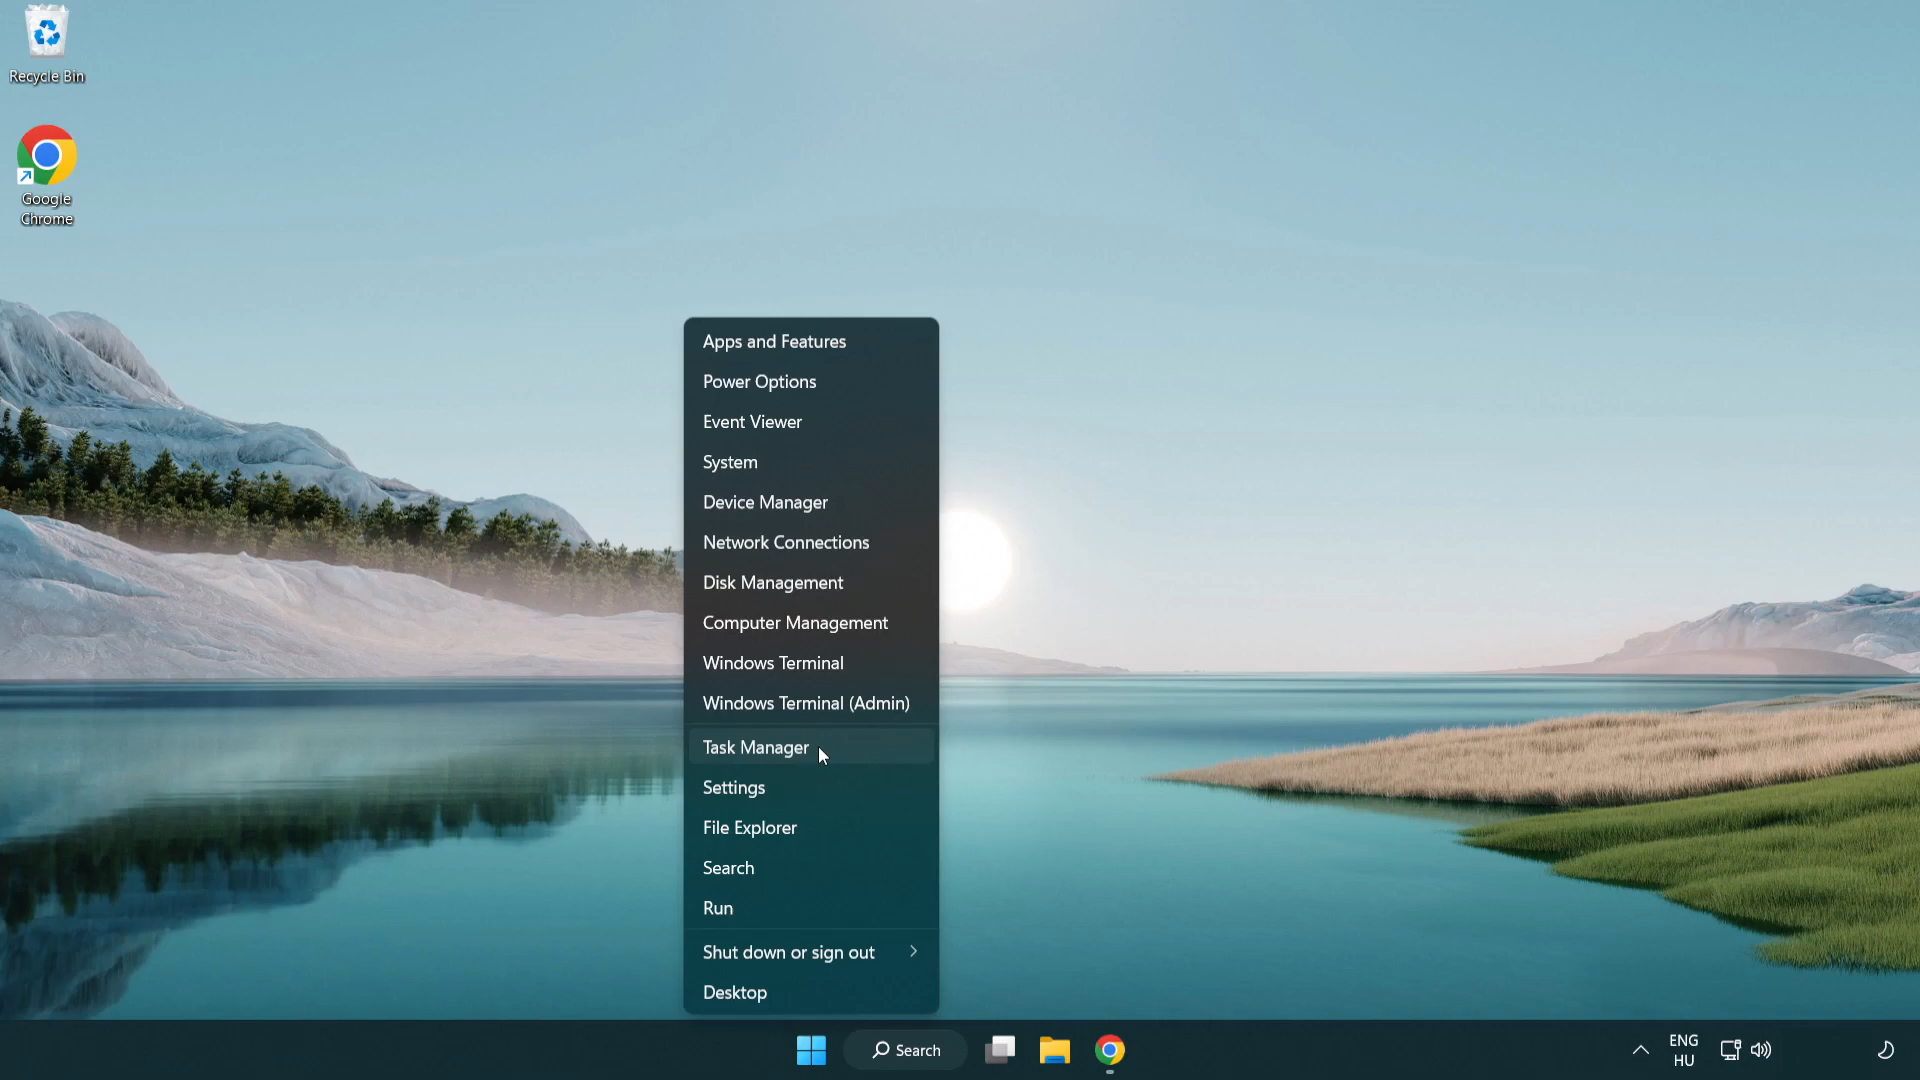 Recycle Bin
Google
Chrome
Apps and Features
Power Options
Event Viewer
System
Device Manager
Network Connections
Disk Management
Computer Management
Windows Terminal
Windows Terminal (Admin)
Task Manager
Settings
File Explorer
Search
Run
Shut down or sign out
Desktop
Search
ENG
HU